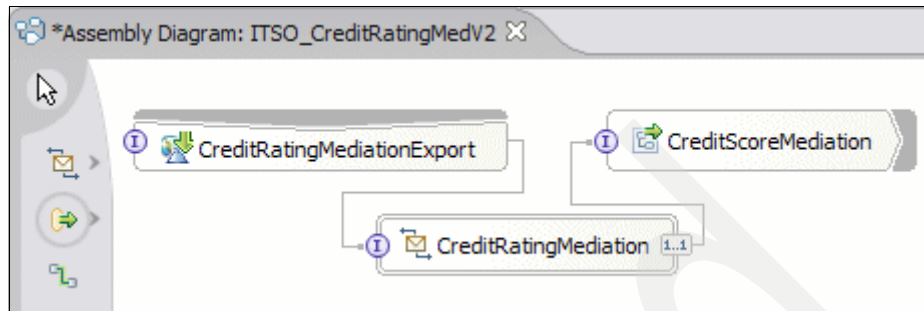 *Assembly Diagram: ITSO_CreditRatingMedV2
I CreditRatingMediationExport
I CreditScoreMediation
I CreditRatingMediation 1..1